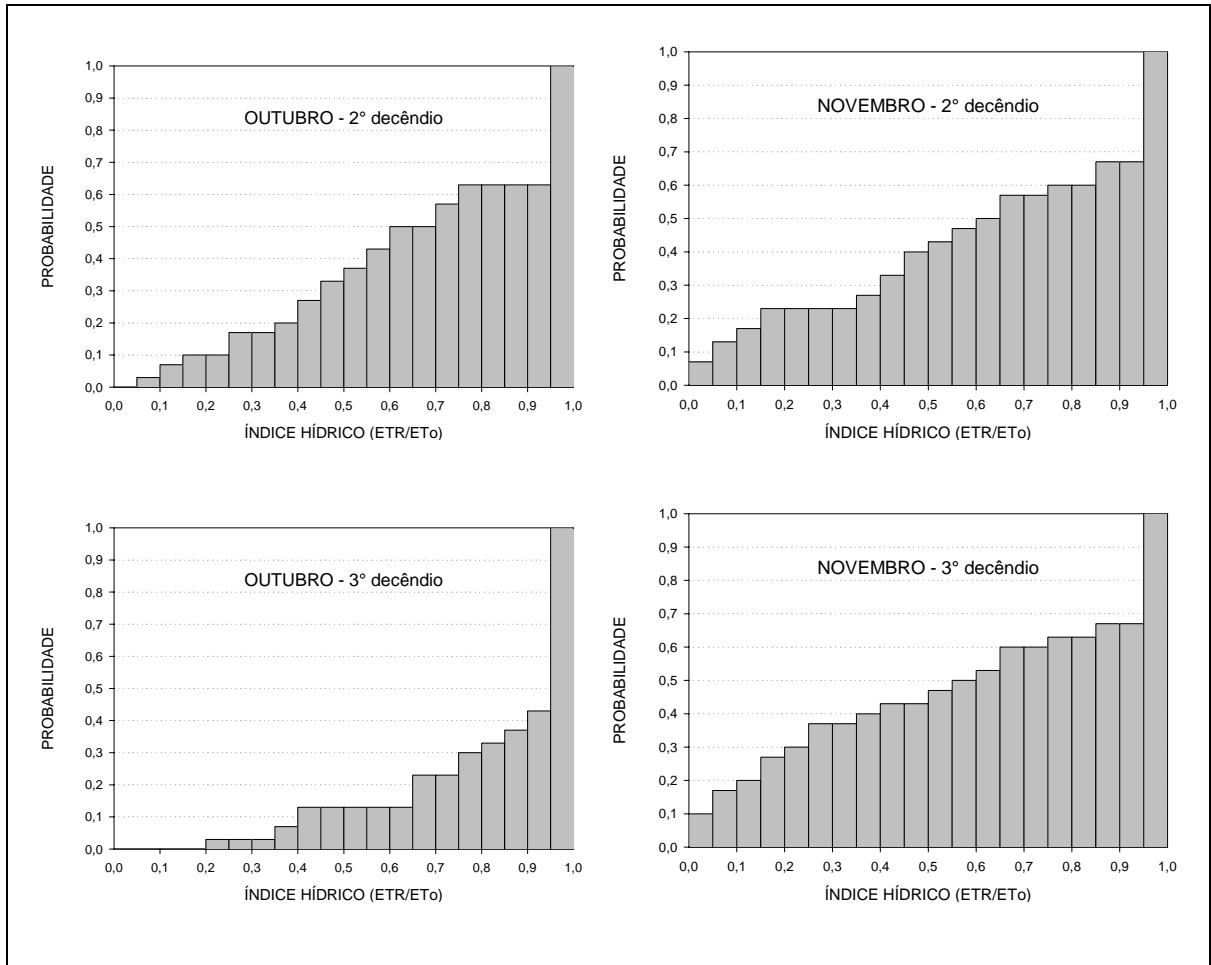 1,0
0,9
0,8
0,7
0,6
0,5
0,4
0,3
0,2
0,1
0,0
PROBABILIDADE
OUTUBRO - 2° decêndio
0,0 0,1 0,2 0,3 0,4 0,5 0,6 0,7 0,8 0,9 1,0
ÍNDICE HÍDRICO (ETR/ETo)
1,0
0,9
0,8
0,7
0,6
0,5
0,4
0,3
0,2
0,1
0,0
PROBABILIDADE
NOVEMBRO - 2° decêndio
0,0 0,1 0,2 0,3 0,4 0,5 0,6 0,7 0,8 0,9 1,0
ÍNDICE HÍDRICO (ETR/ETo)
1,0
0,9
0,8
0,7
0,6
0,5
0,4
0,3
0,2
0,1
0,0
PROBABILIDADE
OUTUBRO - 3° decêndio
0,0 0,1 0,2 0,3 0,4 0,5 0,6 0,7 0,8 0,9 1,0
ÍNDICE HÍDRICO (ETR/ETo)
1,0
0,9
0,8
0,7
0,6
0,5
0,4
0,3
0,2
0,1
0,0
PROBABILIDADE
NOVEMBRO - 3° decêndio
0,0 0,1 0,2 0,3 0,4 0,5 0,6 0,7 0,8 0,9 1,0
ÍNDICE HÍDRICO (ETR/ETo)